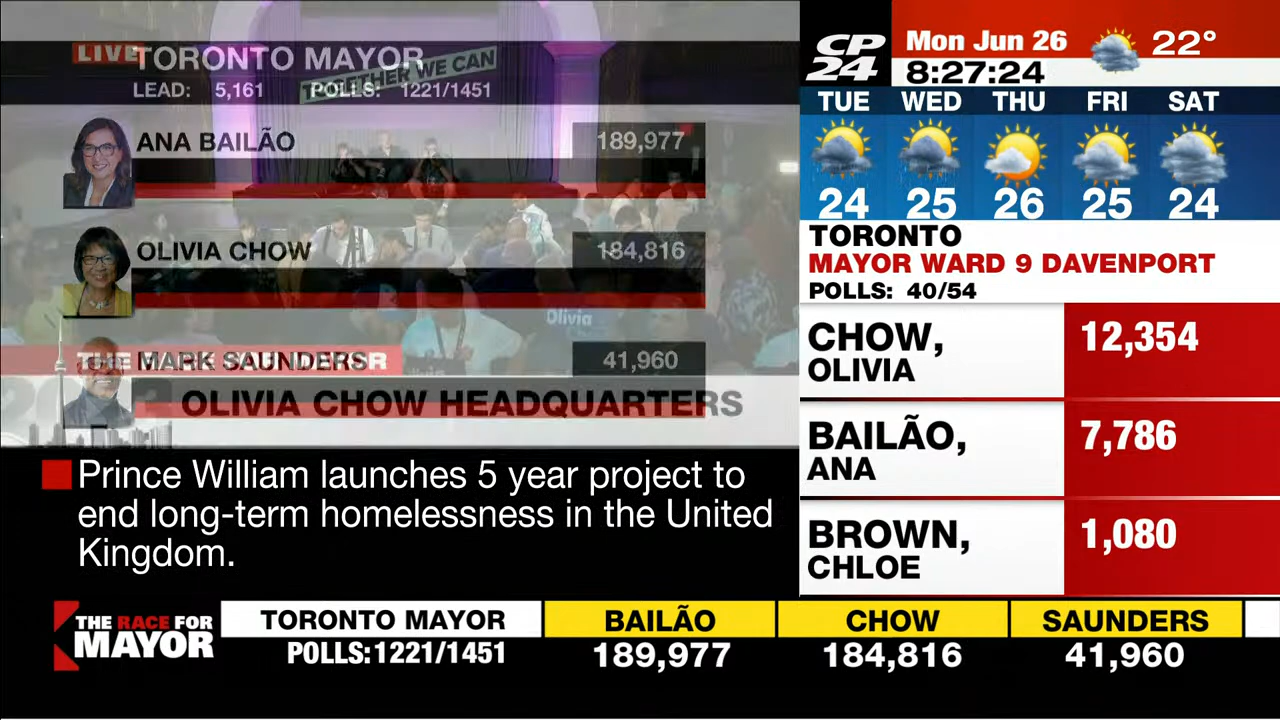 LIVE
TORONTO MAYOR
TOGETHER WE CAN
LEAD: 5,161 POLLS: 1221/1451
ANA BAILÃO 189,977
OLIVIA CHOW 184,816
Olivia
THE RACE FOR MAYOR
MARK SAUNDERS 41,960
OLIVIA CHOW HEADQUARTERS
Prince William launches 5 year project to
end long-term homelessness in the United
Kingdom.
CP
24
Mon Jun 26 22°
8:27:24
TUE WED THU FRI SAT
24 25 26 25 24
TORONTO
MAYOR WARD 9 DAVENPORT
POLLS: 40/54
CHOW,
OLIVIA
12,354
BAILÃO,
ANA
7,786
BROWN,
CHLOE
1,080
THE RACE FOR
MAYOR
TORONTO MAYOR BAILÃO CHOW SAUNDERS
POLLS:1221/1451 189,977 184,816 41,960